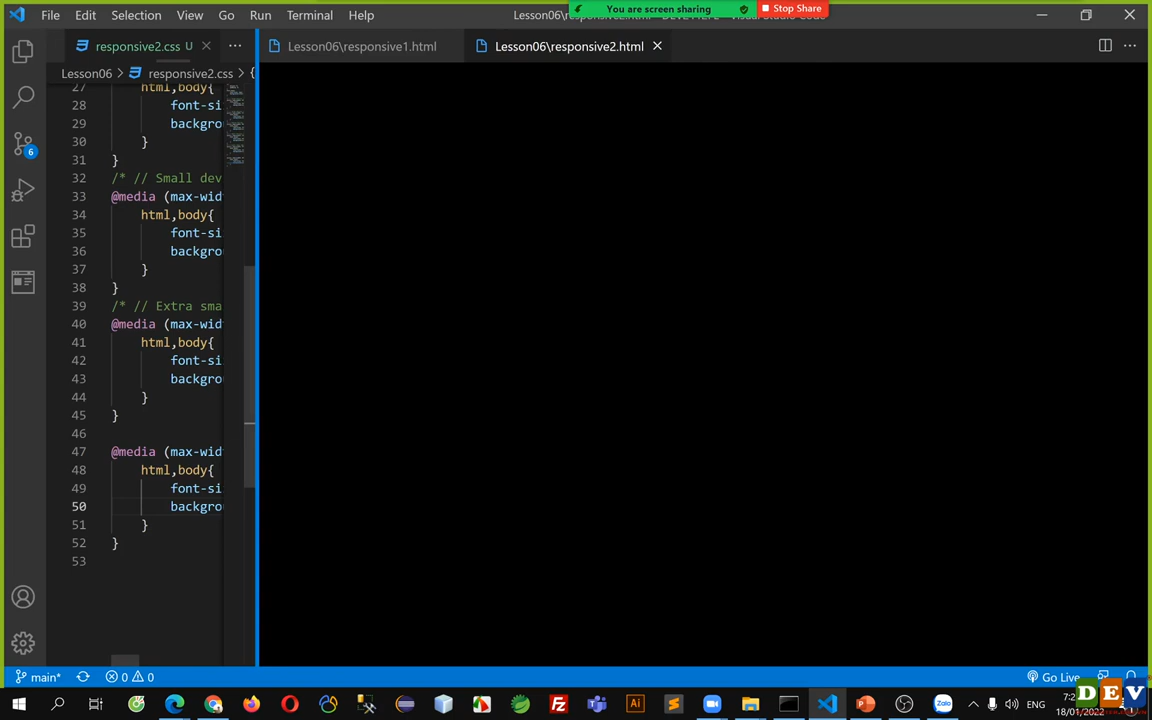 File Edit Selection View Go Run Terminal Help
You are screen sharing
Stop Share
responsive2.css U
Lesson06\responsive1.html
Lesson06\responsive2.html
Lesson06 > responsive2.css > {
27 html,body{
28 font-si
29 backgro
30 }
31 }
32 /* // Small dev
33 @media (max-wid
34 html,body{
35 font-si
36 backgro
37 }
38 }
39 /* // Extra sma
40 @media (max-wid
41 html,body{
42 font-si
43 backgro
44 }
45 }
46
47 @media (max-wid
48 html,body{
49 font-si
50 backgro
51 }
52 }
53
6
main* 0 0
Go Live
Fz
Ai
Zalo
ENG
18/01/2022
DEV